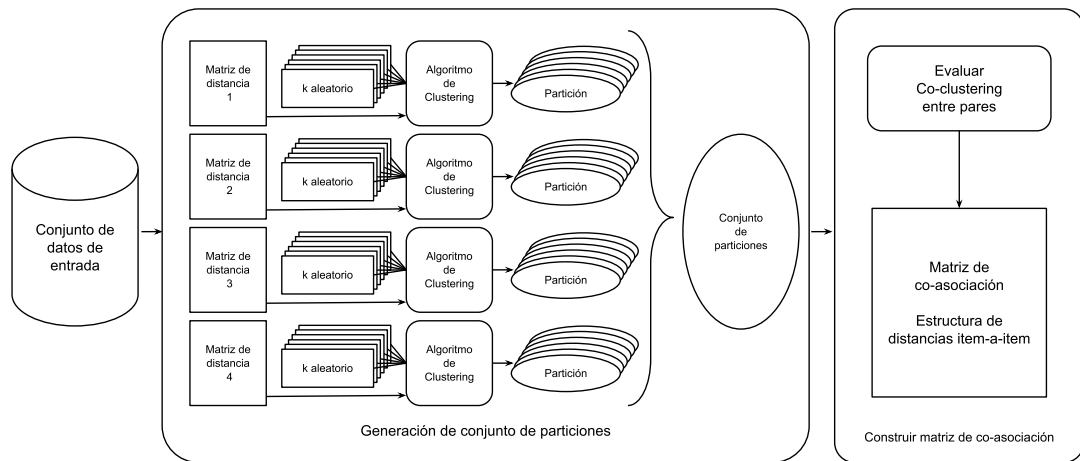 Conjunto de
datos de
entrada
Matriz de
distancia
1
k aleatorio
Algoritmo
de
Clustering
Partición
Matriz de
distancia
2
k aleatorio
Algoritmo
de
Clustering
Partición
Matriz de
distancia
3
k aleatorio
Algoritmo
de
Clustering
Partición
Matriz de
distancia
4
k aleatorio
Algoritmo
de
Clustering
Partición
Conjunto
de
particiones
Generación de conjunto de particiones
Evaluar
Co-clustering
entre pares
Matriz de
co-asociación
Estructura de
distancias item-a-item
Construir matriz de co-asociación